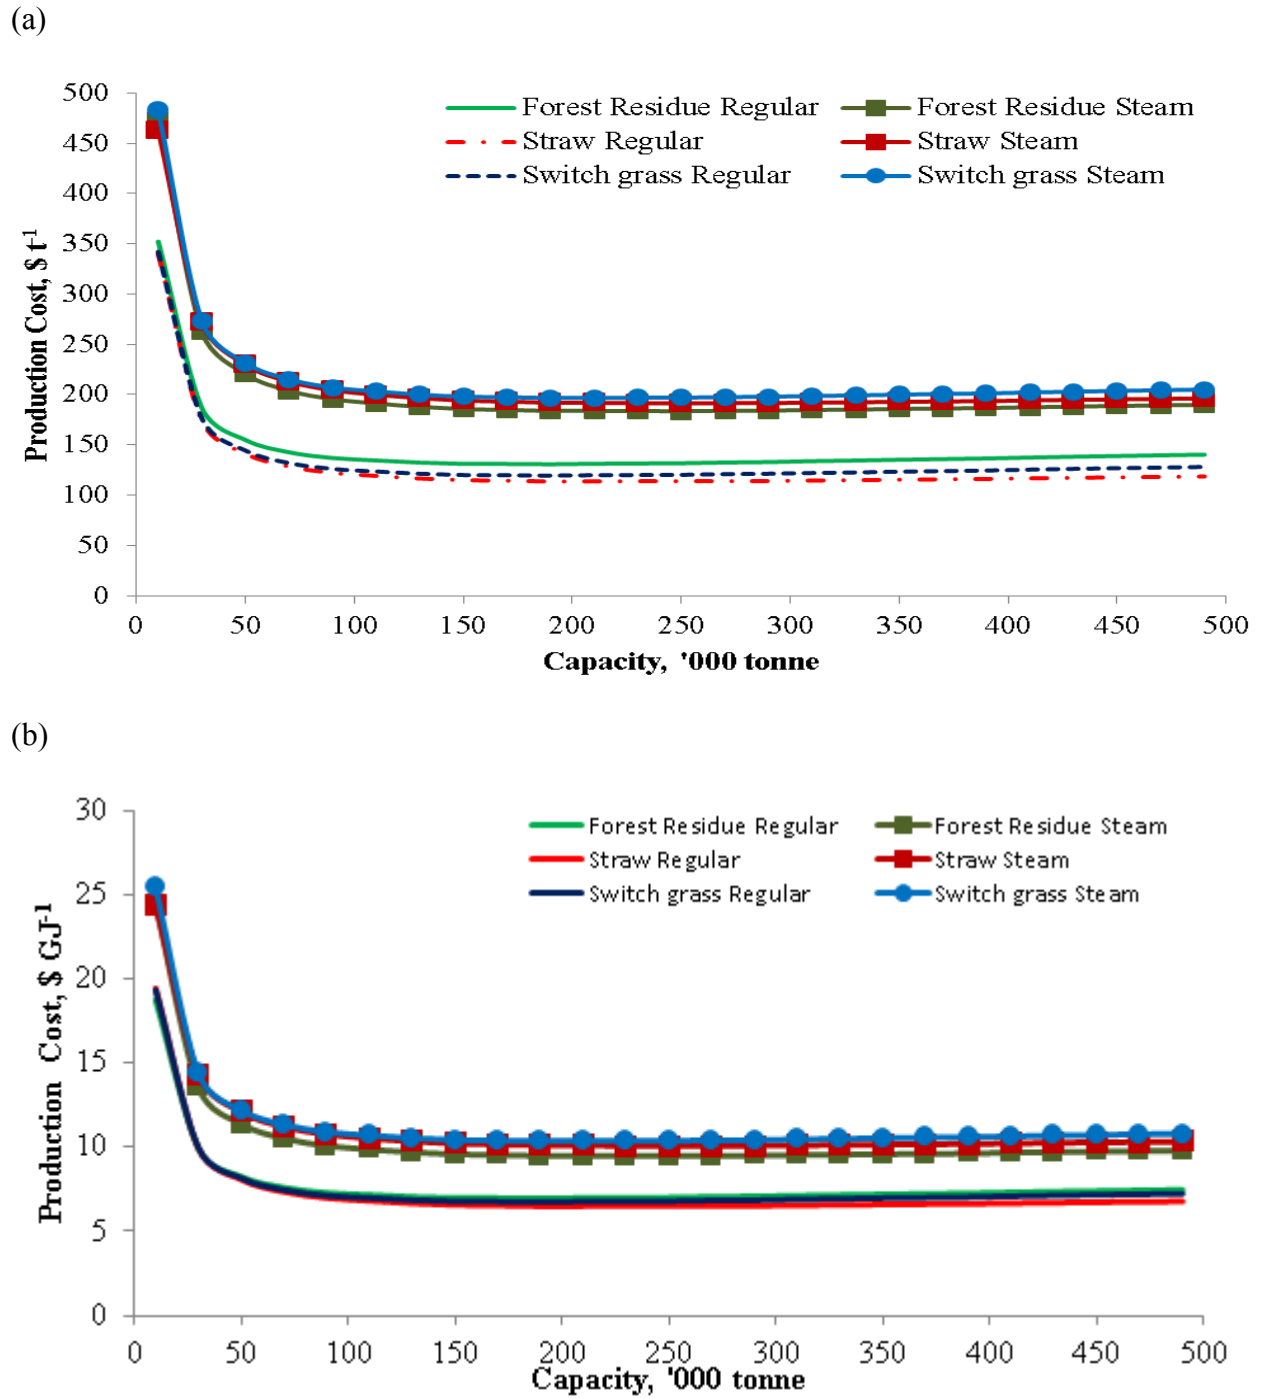 (a)
500
450
400
350
300
250
200
150
100
50
0
Production Cost, $ t-1
Forest Residue Regular
Forest Residue Steam
Straw Regular
Straw Steam
Switch grass Regular
Switch grass Steam
0 50 100 150 200 250 300 350 400 450 500
Capacity, '000 tonne
(b)
30
25
20
15
10
5
0
Production Cost, $ GJ-1
Forest Residue Regular
Forest Residue Steam
Straw Regular
Straw Steam
Switch grass Regular
Switch grass Steam
0 50 100 150 200 250 300 350 400 450 500
Capacity, '000 tonne